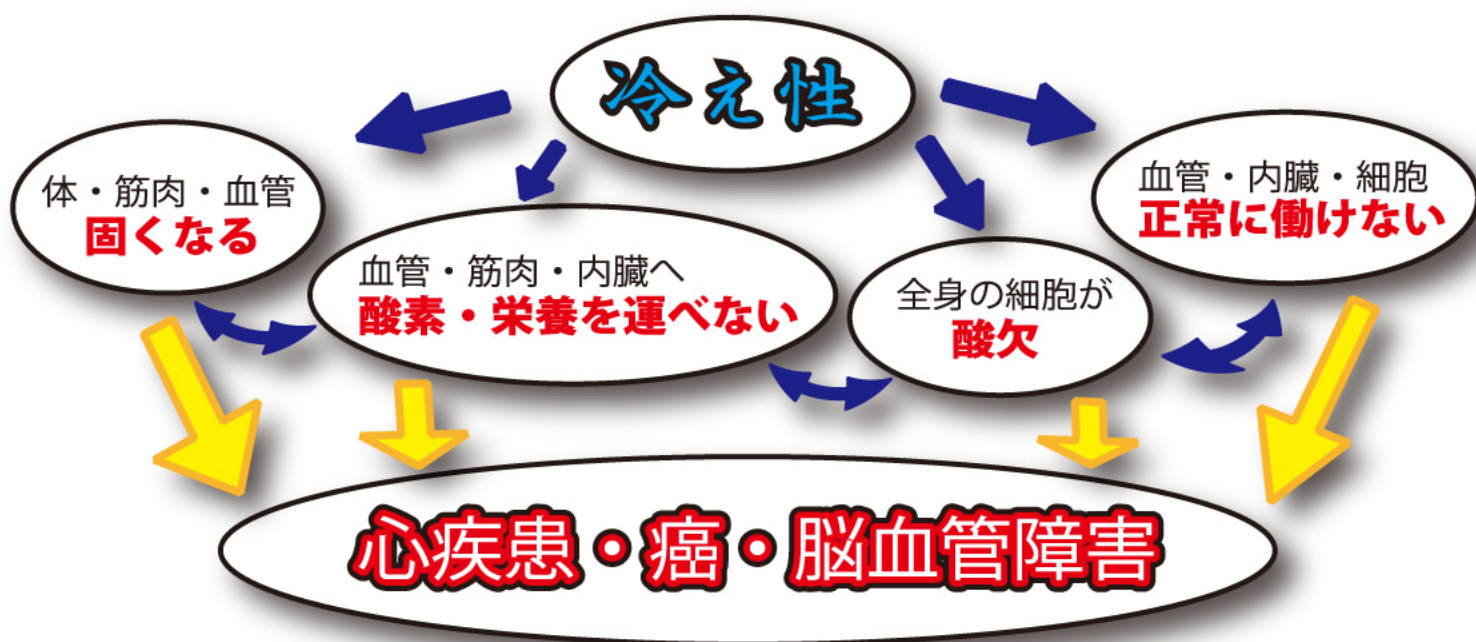 冷え性
体・筋肉・血管
固くなる
血管・筋肉・内臓へ
酸素・栄養を運べない
全身の細胞が
酸欠
血管・内臓・細胞
正常に働けない
心疾患・癌・脳血管障害